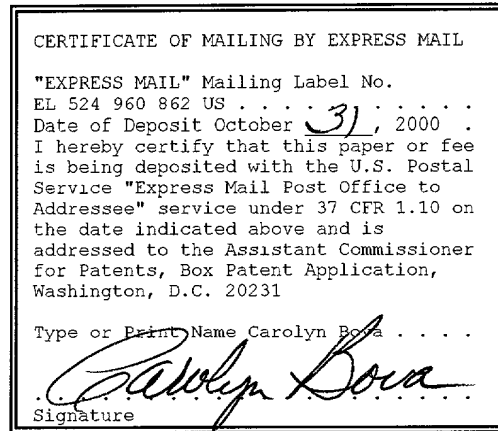 CERTIFICATE OF MAILING BY EXPRESS MAIL
"EXPRESS MAIL" Mailing Label No.
EL 524 960 862 US . . . . . . . . . . .
Date of Deposit October 31, 2000 .
I hereby certify that this paper or fee
is being deposited with the U.S. Postal
Service "Express Mail Post Office to
Addressee" service under 37 CFR 1.10 on
the date indicated above and is
addressed to the Assistant Commissioner
for Patents, Box Patent Application,
Washington, D.C. 20231
Type or Print Name Carolyn Bova . . . .
Carolyn Bova
Signature